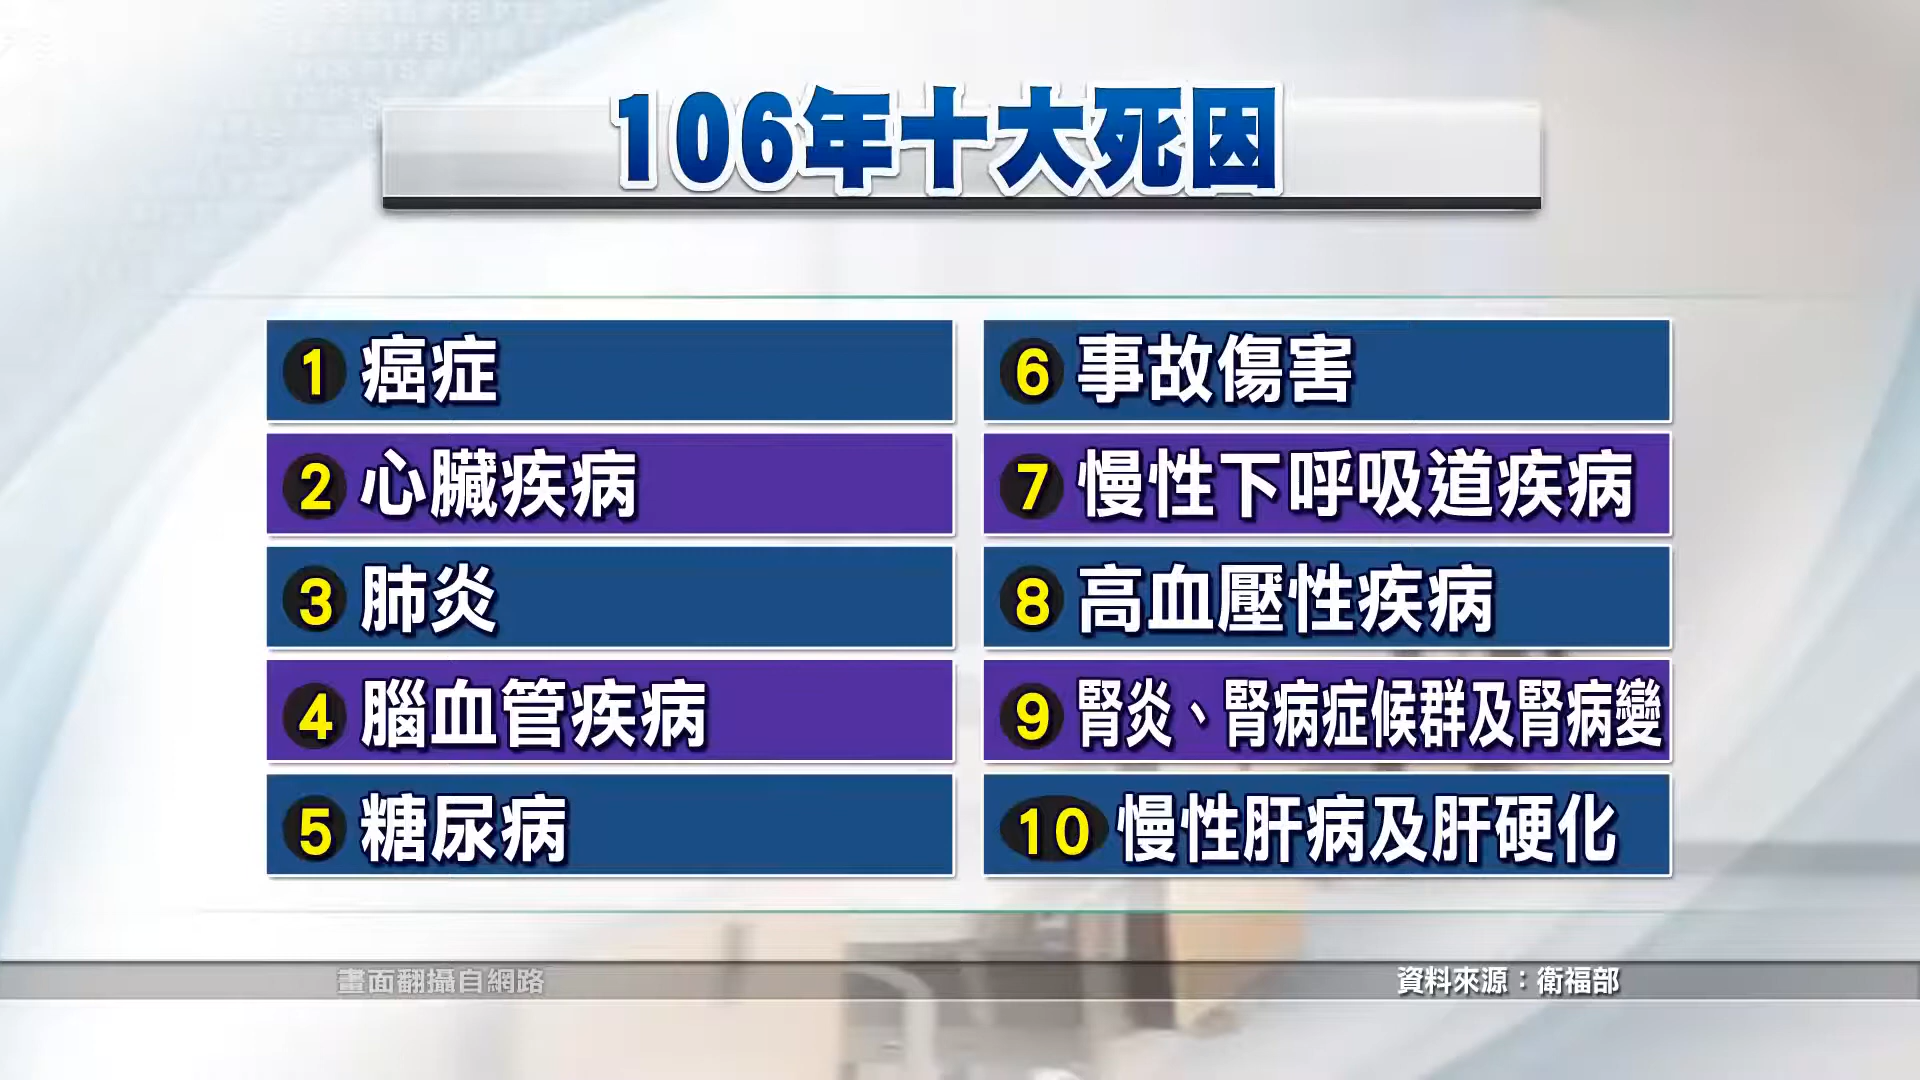 106年十大死因
1 癌症
2 心臟疾病
3 肺炎
4 腦血管疾病
5 糖尿病
6 事故傷害
7 慢性下呼吸道疾病
8 高血壓性疾病
9 腎炎、腎病症候群及腎病變
10 慢性肝病及肝硬化
畫面翻攝自網路
資料來源：衛福部